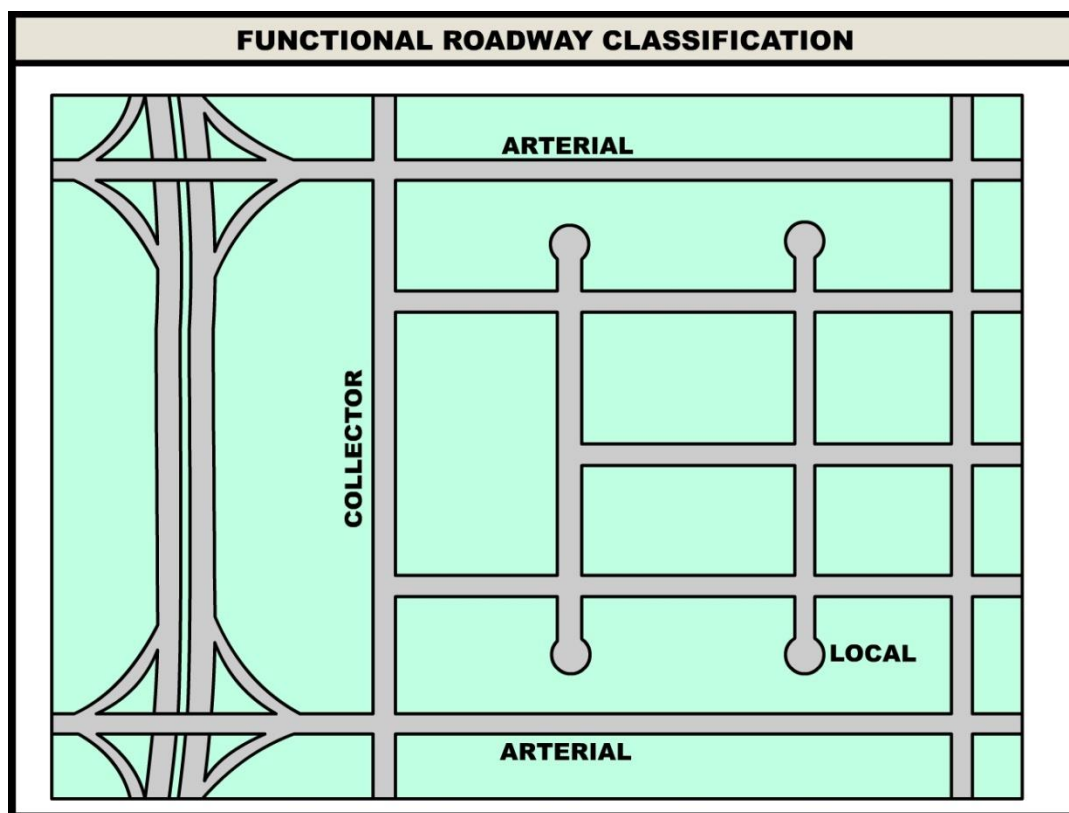 FUNCTIONAL ROADWAY CLASSIFICATION
ARTERIAL
COLLECTOR
LOCAL
ARTERIAL